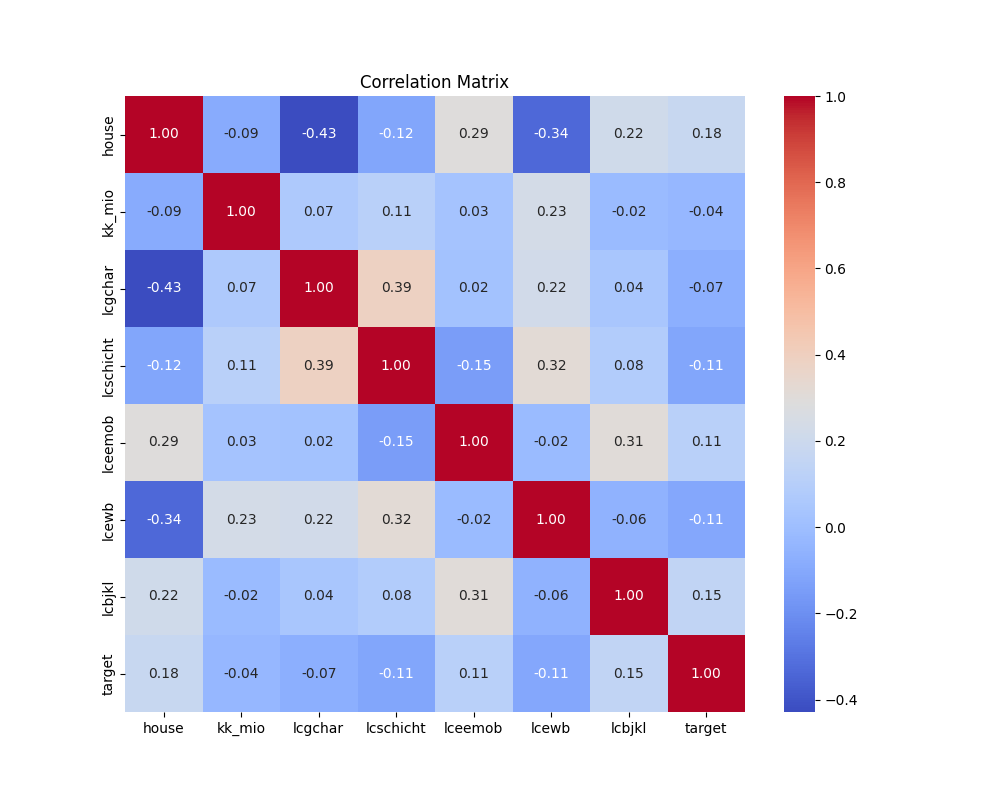 Correlation Matrix
house 1.00 -0.09 -0.43 -0.12 0.29 -0.34 0.22 0.18
kk_mio -0.09 1.00 0.07 0.11 0.03 0.23 -0.02 -0.04
lcgchar -0.43 0.07 1.00 0.39 0.02 0.22 0.04 -0.07
lcschicht -0.12 0.11 0.39 1.00 -0.15 0.32 0.08 -0.11
lceemob 0.29 0.03 0.02 -0.15 1.00 -0.02 0.31 0.11
lcewb -0.34 0.23 0.22 0.32 -0.02 1.00 -0.06 -0.11
lcbjkl 0.22 -0.02 0.04 0.08 0.31 -0.06 1.00 0.15
target 0.18 -0.04 -0.07 -0.11 0.11 -0.11 0.15 1.00
house kk_mio lcgchar lcschicht lceemob lcewb lcbjkl target
1.0
0.8
0.6
0.4
0.2
0.0
−0.2
−0.4